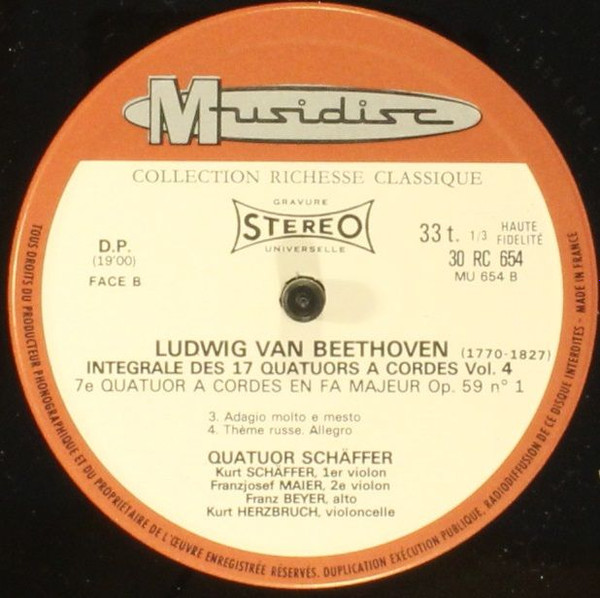 Musidisc
COLLECTION RICHESSE CLASSIQUE
GRAVURE
STEREO
UNIVERSELLE
D.P.
(19'00)
FACE B
33 t. 1/3 HAUTE FIDELITÉ
30 RC 654
MU 654 B
LUDWIG VAN BEETHOVEN (1770-1827)
INTEGRALE DES 17 QUATUORS A CORDES Vol. 4
7e QUATUOR A CORDES EN FA MAJEUR Op. 59 n° 1
3. Adagio molto e mesto
4. Thème russe. Allegro
QUATUOR SCHÄFFER
Kurt SCHÄFFER, 1er violon
Franzjosef MAIER, 2e violon
Franz BEYER, alto
Kurt HERZBRUCH, violoncelle
TOUS DROITS DU PRODUCTEUR PHONOGRAPHIQUE ET DU PROPRIÉTAIRE DE L'ŒUVRE ENREGISTRÉE RÉSERVÉS. DUPLICATION EXÉCUTION PUBLIQUE, RADIODIFFUSION DE CE DISQUE INTERDITES - MADE IN FRANCE